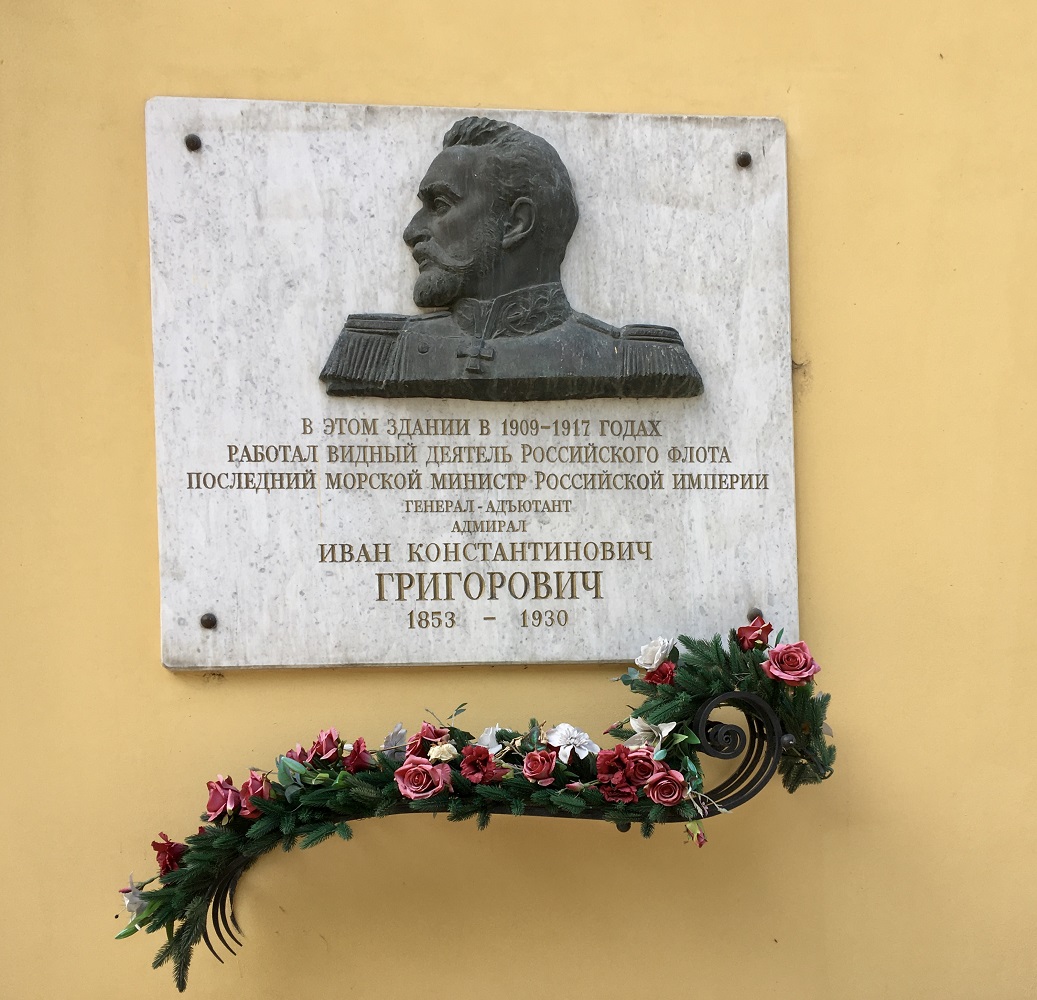 В ЭТОМ ЗДАНИИ В 1909-1917 ГОДАХ
РАБОТАЛ ВИДНЫЙ ДЕЯТЕЛЬ РОССИЙСКОГО ФЛОТА
ПОСЛЕДНИЙ МОРСКОЙ МИНИСТР РОССИЙСКОЙ ИМПЕРИИ
ГЕНЕРАЛ-АДЪЮТАНТ
АДМИРАЛ
ИВАН КОНСТАНТИНОВИЧ
ГРИГОРОВИЧ
1853 - 1930